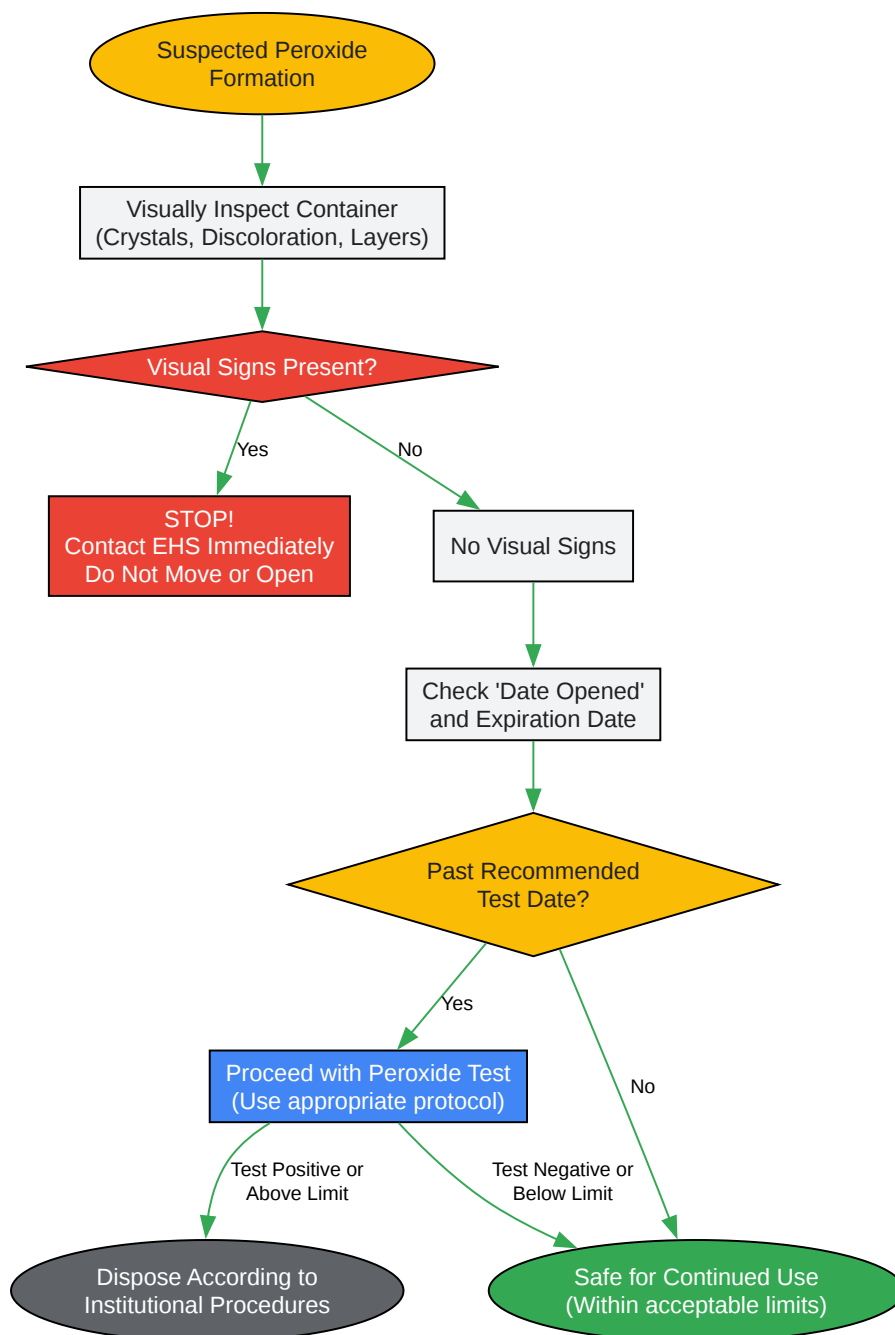 Suspected Peroxide
Formation
Visually Inspect Container
(Crystals, Discoloration, Layers)
Visual Signs Present?
Yes
No
STOP!
Contact EHS Immediately
Do Not Move or Open
No Visual Signs
Check 'Date Opened'
and Expiration Date
Past Recommended
Test Date?
Yes
No
Proceed with Peroxide Test
(Use appropriate protocol)
Test Positive or
Above Limit
Test Negative or
Below Limit
Dispose According to
Institutional Procedures
Safe for Continued Use
(Within acceptable limits)